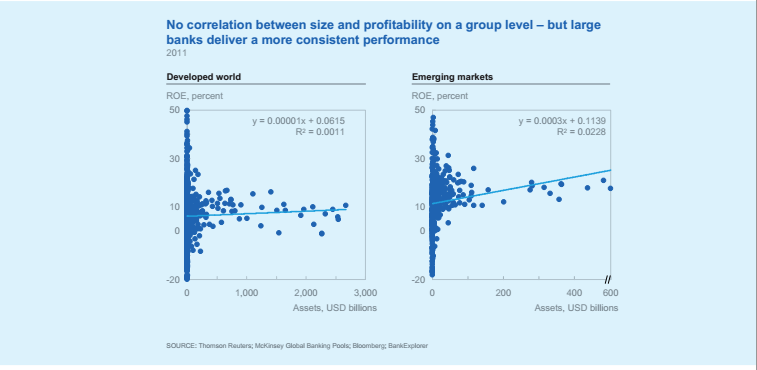 No correlation between size and profitability on a group level – but large
banks deliver a more consistent performance
2011
Developed world
ROE, percent
50
30
10
0
-20
y = 0.00001x + 0.0615
R² = 0.0011
0
1,000
2,000
3,000
Assets, USD billions
Emerging markets
ROE, percent
50
30
10
0
-20
y = 0.0003x + 0.1139
R² = 0.0228
0
200
400
600
Assets, USD billions
SOURCE: Thomson Reuters; McKinsey Global Banking Pools; Bloomberg; BankExplorer